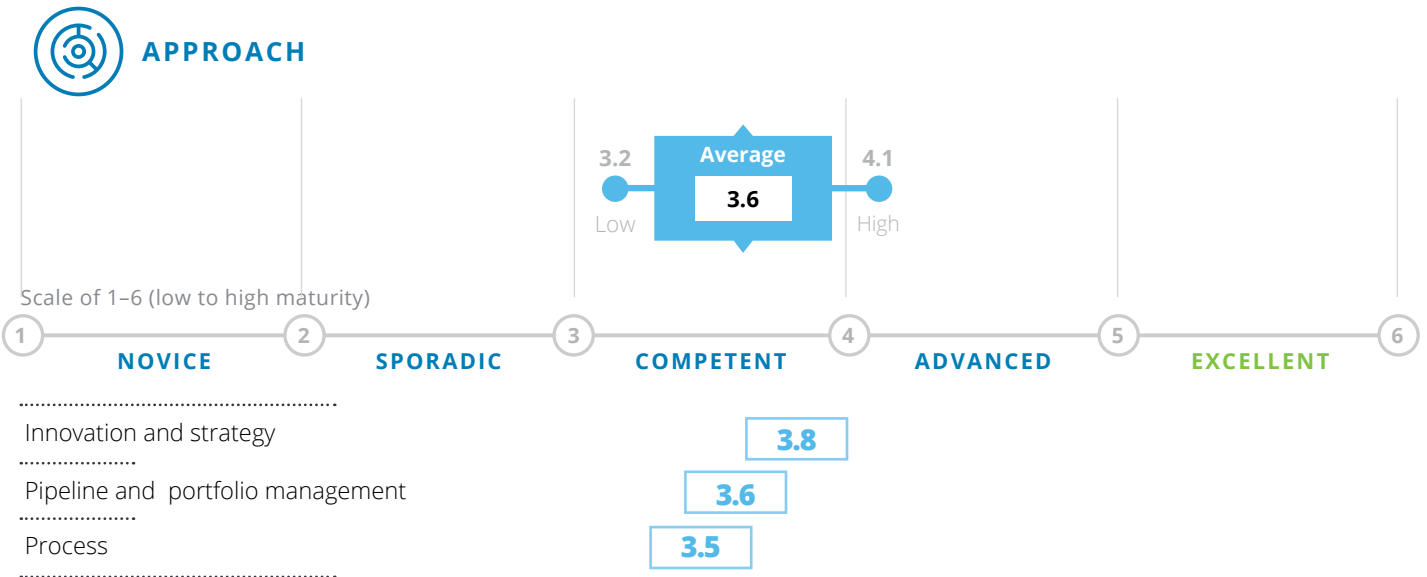 APPROACH
3.2
Average
4.1
3.6
Low
High
Scale of 1–6 (low to high maturity)
1 2 3 4 5 6
NOVICE SPORADIC COMPETENT ADVANCED EXCELLENT
Innovation and strategy 3.8
Pipeline and portfolio management 3.6
Process 3.5